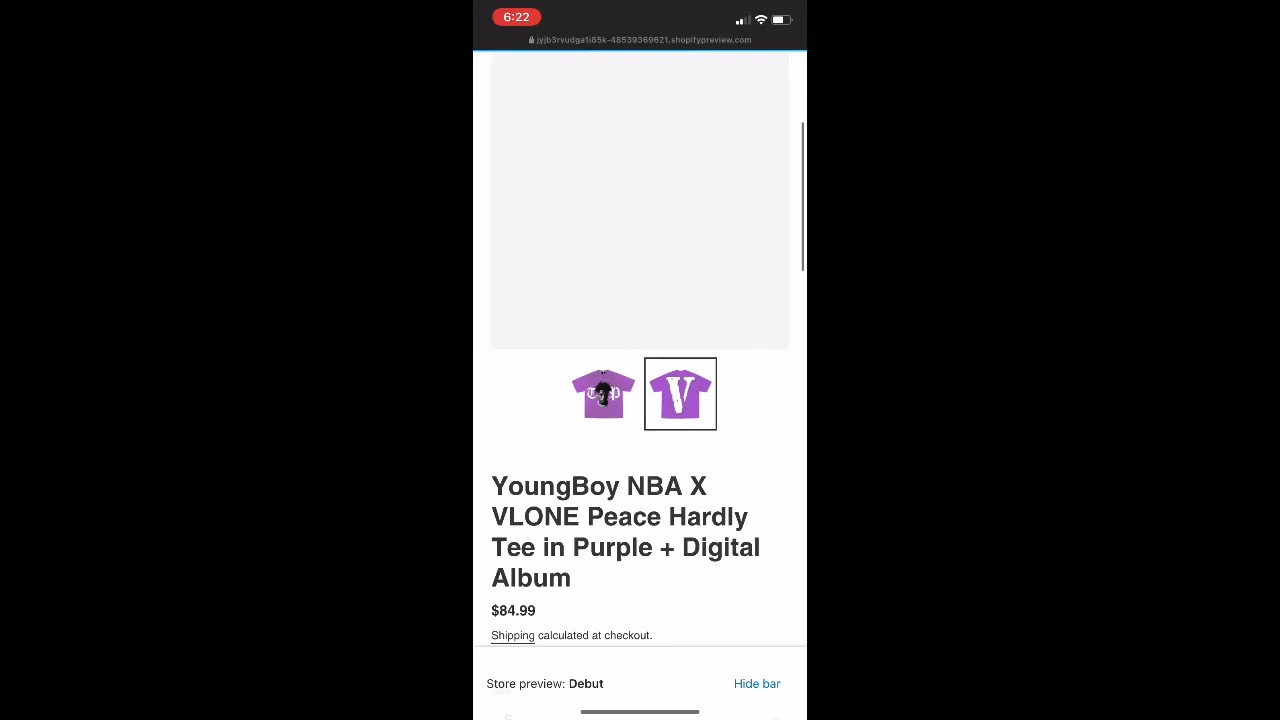 6:22
jyjb3rvudga1i85k-48539369621.shopifypreview.com
T P
V
YoungBoy NBA X
VLONE Peace Hardly
Tee in Purple + Digital
Album
$84.99
Shipping calculated at checkout.
Store preview: Debut
Hide bar
S